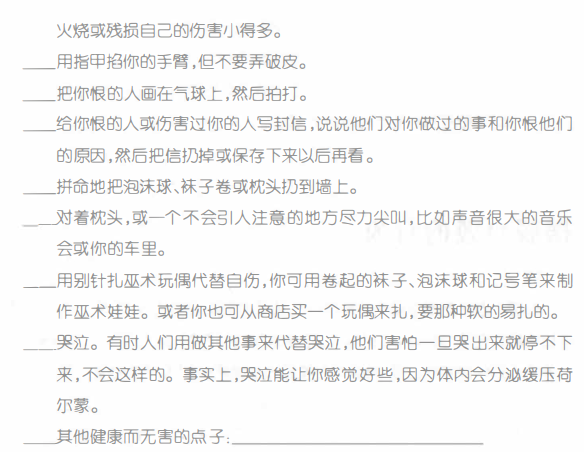 火烧或残损自己的伤害小得多。
____用指甲掐你的手臂,但不要弄破皮。
____把你恨的人画在气球上,然后拍打。
____给你恨的人或伤害过你的人写封信,说说他们对你做过的事和你恨他们
的原因,然后把信扔掉或保存下来以后再看。
____拼命地把泡沫球、袜子卷或枕头扔到墙上。
____对着枕头,或一个不会引人注意的地方尽力尖叫,比如声音很大的音乐
会或你的车里。
____用别针扎巫术玩偶代替自伤,你可用卷起的袜子、泡沫球和记号笔来制
作巫术娃娃。或者你也可从商店买一个玩偶来扎,要那种软的易扎的。
____哭泣。有时人们用做其他事来代替哭泣,他们害怕一旦哭出来就停不下
来,不会这样的。事实上,哭泣能让你感觉好些,因为体内会分泌缓压荷
尔蒙。
____其他健康而无害的点子:____________________________